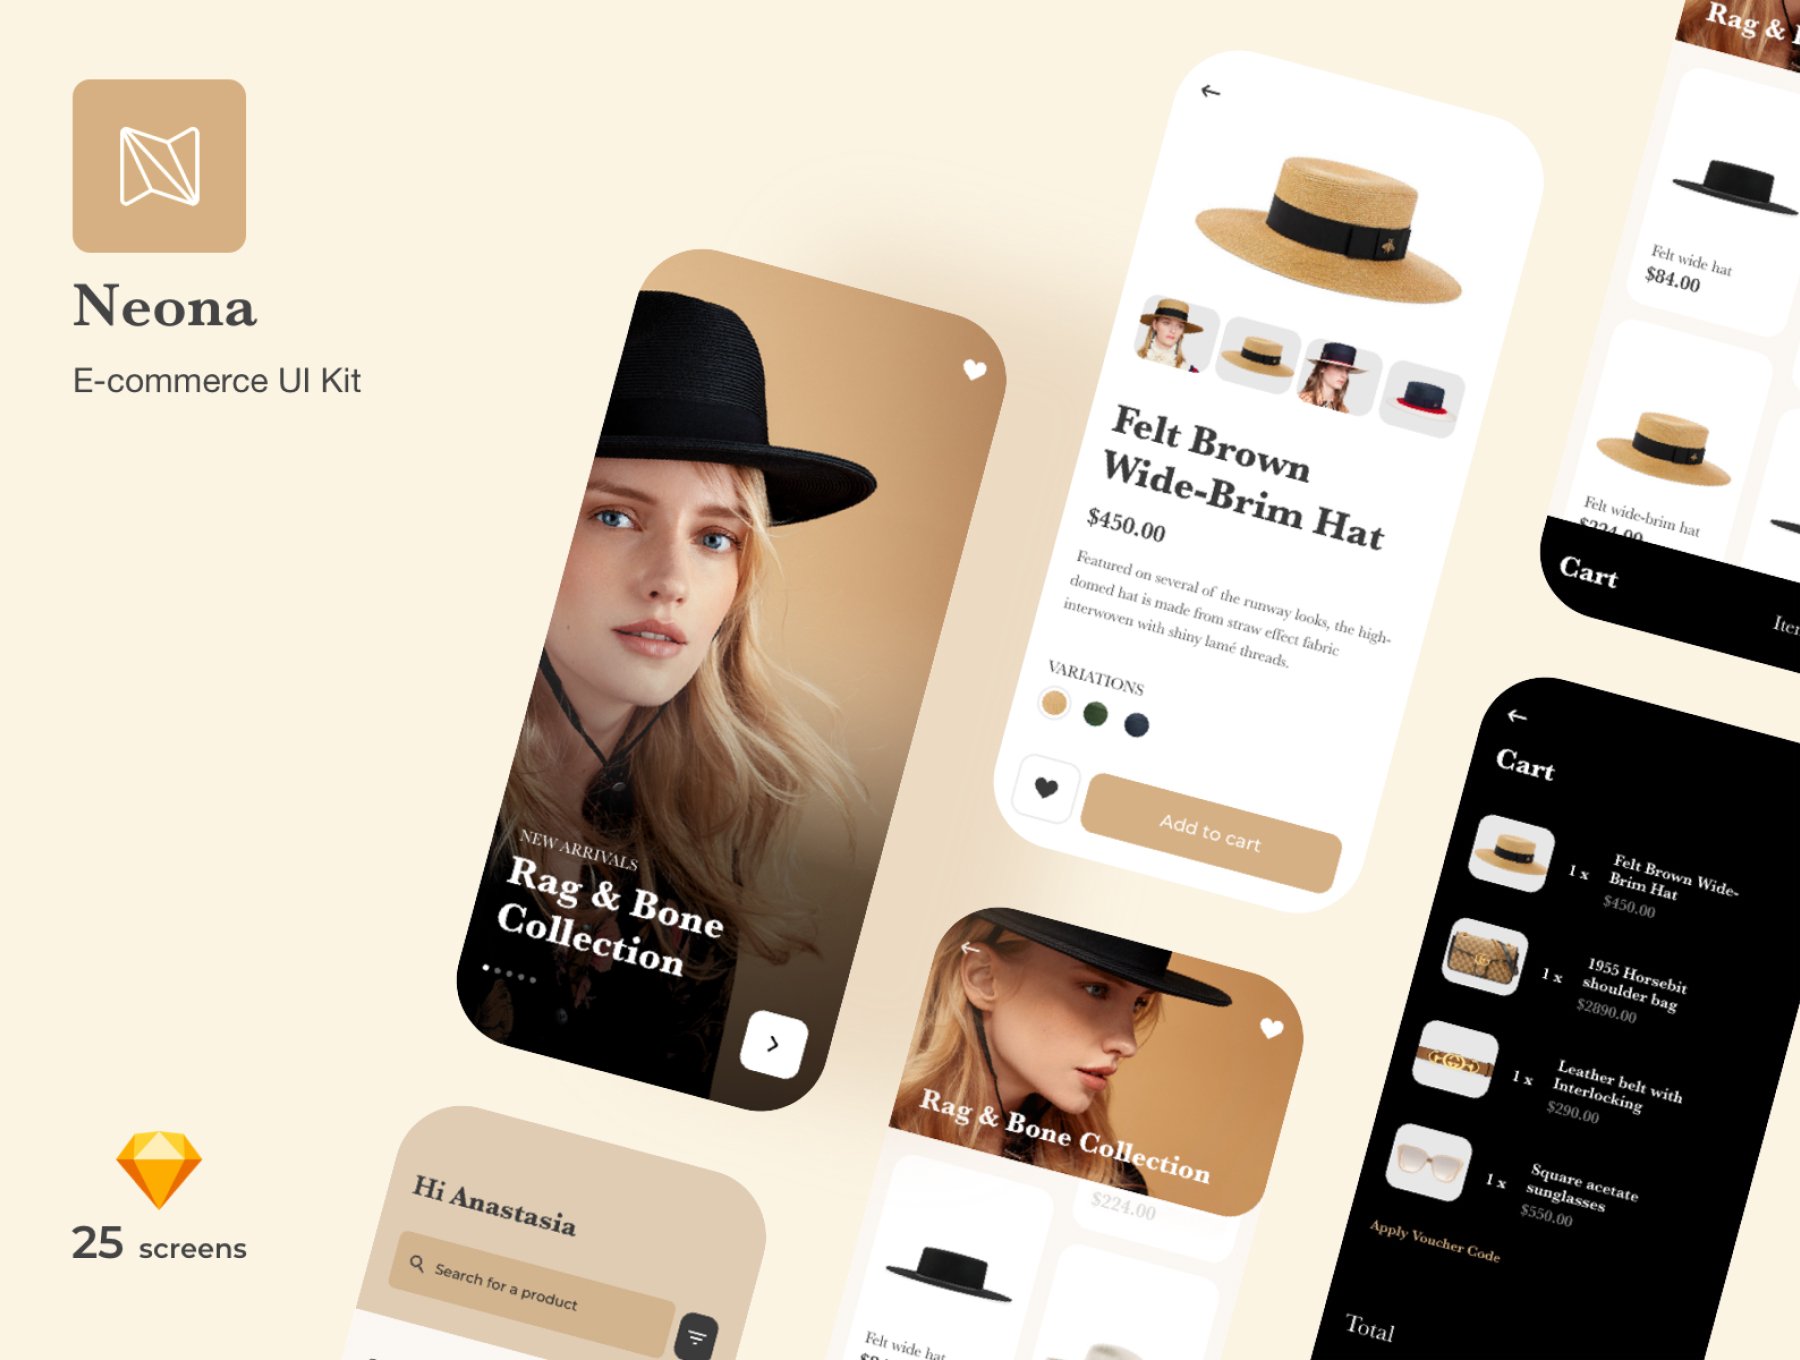 Neona
E-commerce UI Kit
25 screens
NEW ARRIVALS
Rag & Bone
Collection
Felt Brown
Wide-Brim Hat
$450.00
Featured on several of the runway looks, the high-
domed hat is made from straw effect fabric
interwoven with shiny lamé threads.
VARIATIONS
Add to cart
Rag &
Felt wide hat
$84.00
Felt wide-brim hat
$224.00
Cart
Hi Anastasia
Search for a product
Rag & Bone Collection
$224.00
Felt wide hat
Cart
1 x
Felt Brown Wide-
Brim Hat
$450.00
1 x
1955 Horsebit
shoulder bag
$2890.00
1 x
Leather belt with
Interlocking
$290.00
1 x
Square acetate
sunglasses
$550.00
Apply Voucher Code
Total